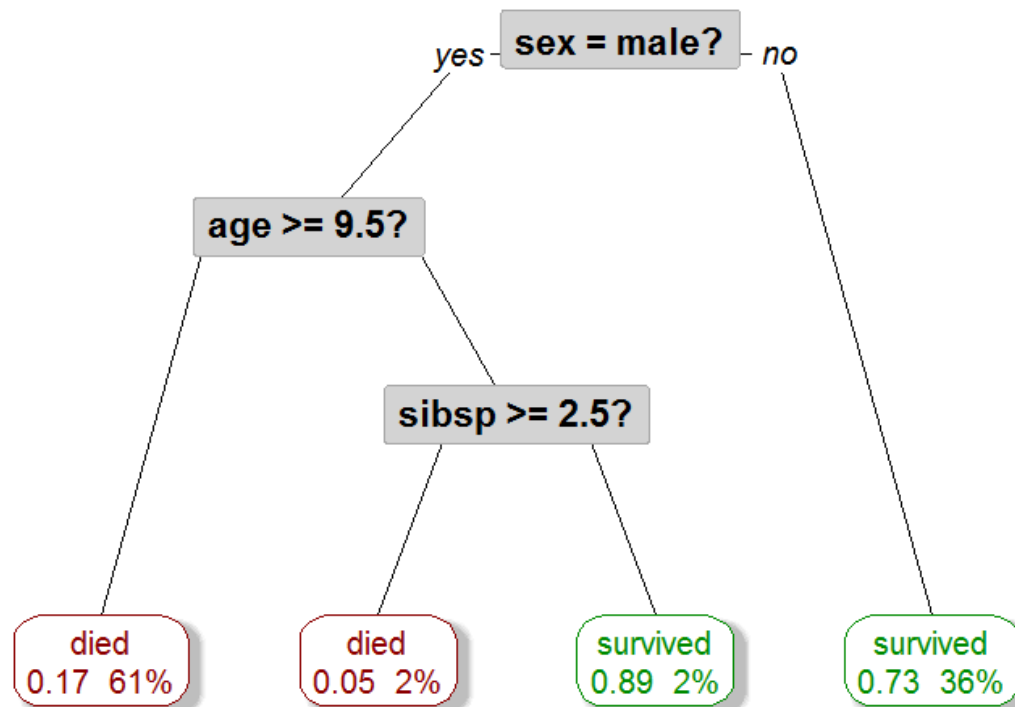 sex = male?
yes
no
age >= 9.5?
sibsp >= 2.5?
died
0.17 61%
died
0.05 2%
survived
0.89 2%
survived
0.73 36%